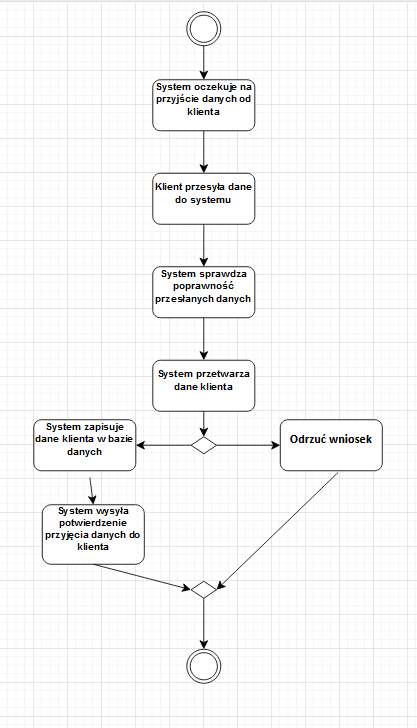 System oczekuje na
przyjście danych od
klienta
Klient przesyła dane
do systemu
System sprawdza
poprawność
przesłanych danych
System przetwarza
dane klienta
System zapisuje
dane klienta w bazie
danych
Odrzuć wniosek
System wysyła
potwierdzenie
przyjęcia danych do
klienta